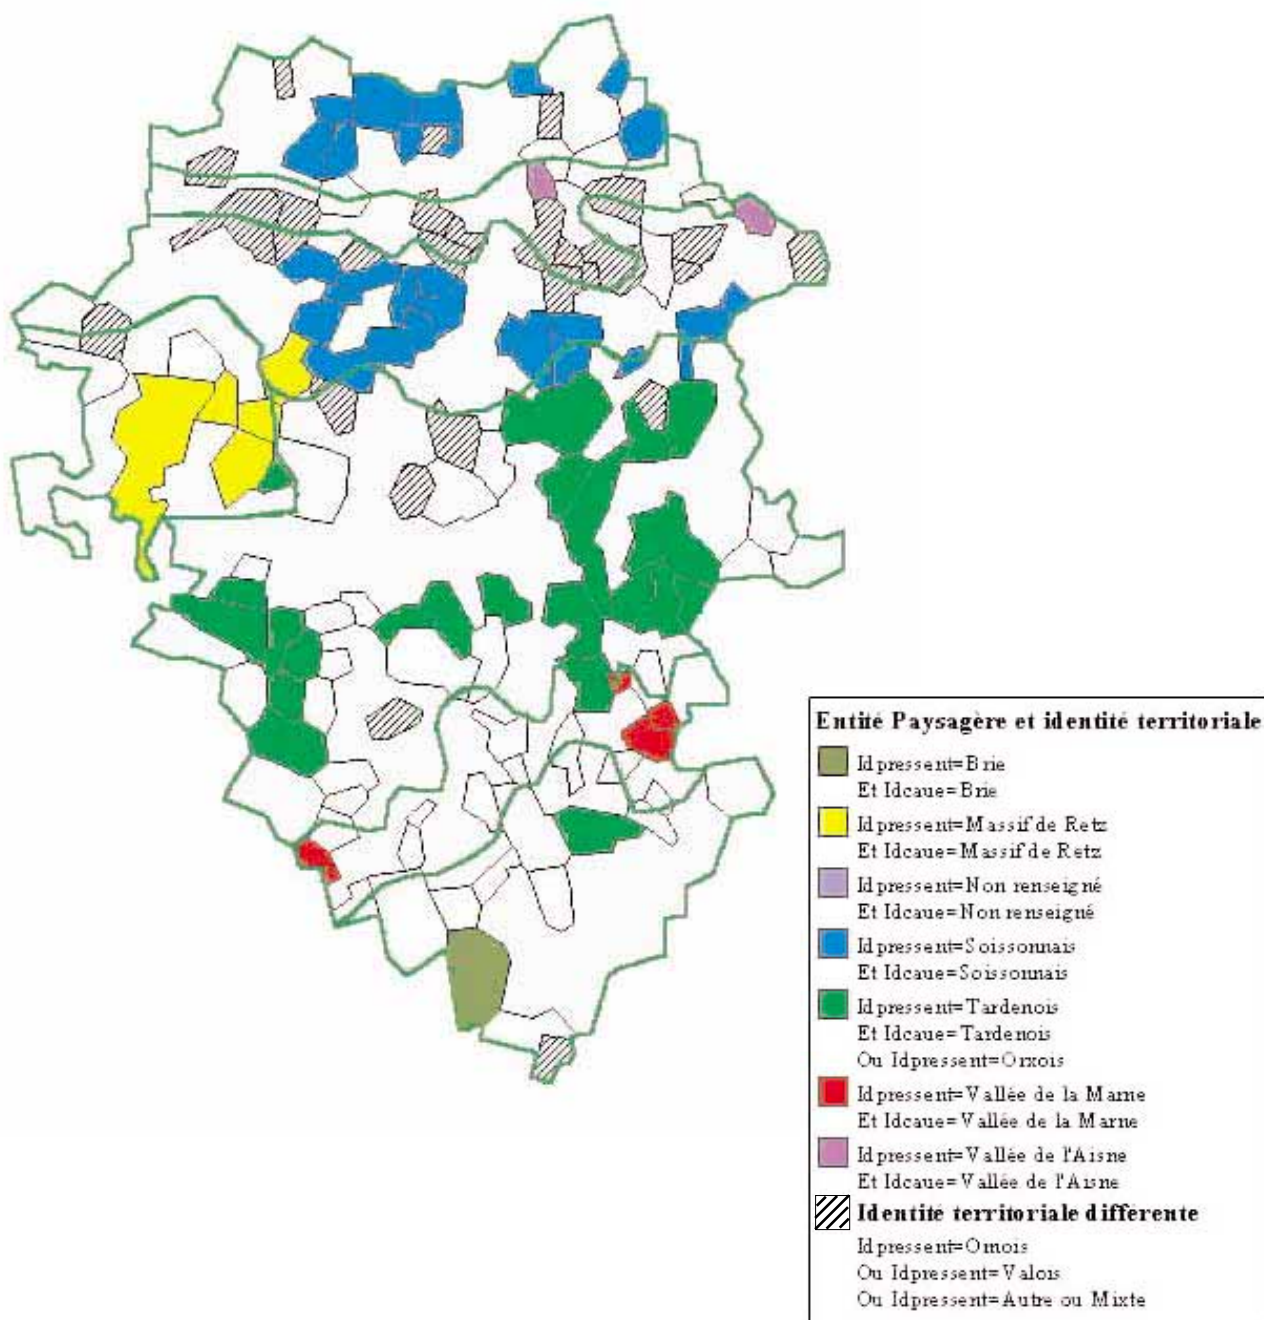 Entité Paysagère et identité territoriale
Idpressent=Brie
Et Idcaue=Brie
Idpressent=Massif de Retz
Et Idcaue=Massif de Retz
Idpressent=Non renseigné
Et Idcaue=Non renseigné
Idpressent=Soissonnais
Et Idcaue=Soissonnais
Idpressent=Tardenois
Et Idcaue=Tardenois
Ou Idpressent=Orxois
Idpressent=Vallée de la Marne
Et Idcaue=Vallée de la Marne
Idpressent=Vallée de l'Aisne
Et Idcaue=Vallée de l'Aisne
Identité territoriale différente
Idpressent=Omois
Ou Idpressent=Valois
Ou Idpressent=Autre ou Mixte